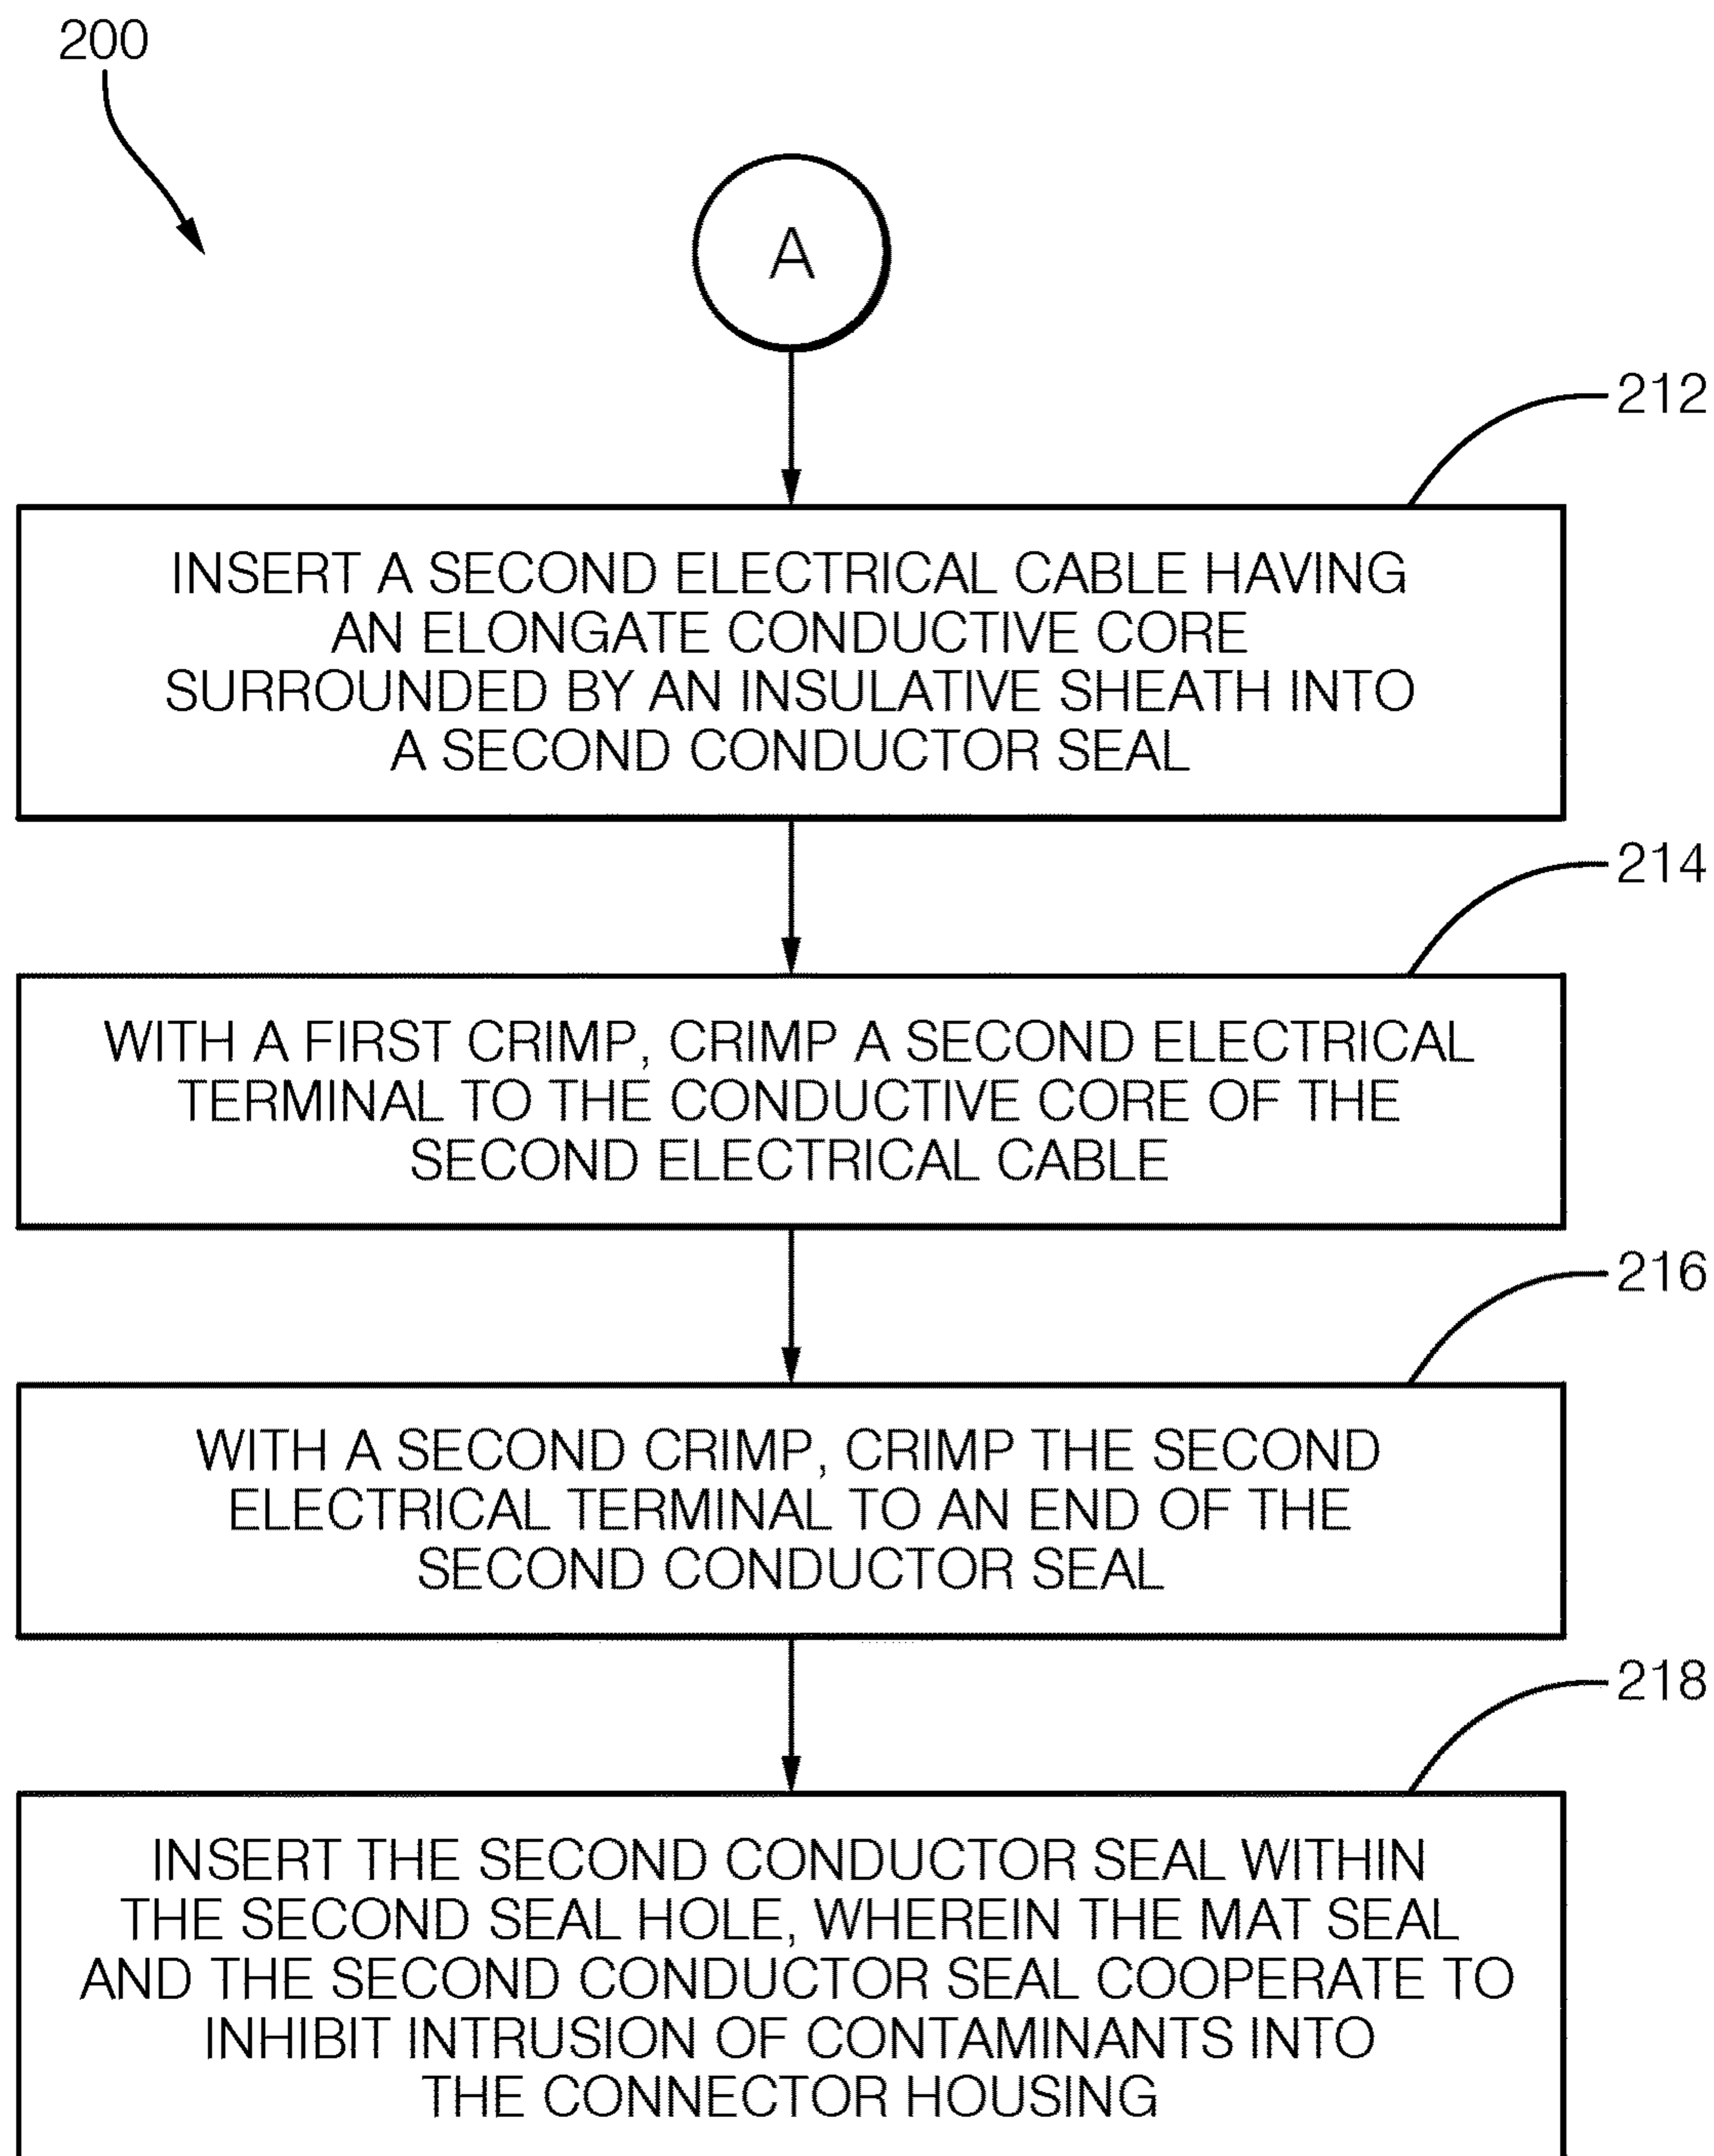 200
A
212
INSERT A SECOND ELECTRICAL CABLE HAVING
AN ELONGATE CONDUCTIVE CORE
SURROUNDED BY AN INSULATIVE SHEATH INTO
A SECOND CONDUCTOR SEAL
214
WITH A FIRST CRIMP, CRIMP A SECOND ELECTRICAL
TERMINAL TO THE CONDUCTIVE CORE OF THE
SECOND ELECTRICAL CABLE
216
WITH A SECOND CRIMP, CRIMP THE SECOND
ELECTRICAL TERMINAL TO AN END OF THE
SECOND CONDUCTOR SEAL
218
INSERT THE SECOND CONDUCTOR SEAL WITHIN
THE SECOND SEAL HOLE, WHEREIN THE MAT SEAL
AND THE SECOND CONDUCTOR SEAL COOPERATE TO
INHIBIT INTRUSION OF CONTAMINANTS INTO
THE CONNECTOR HOUSING